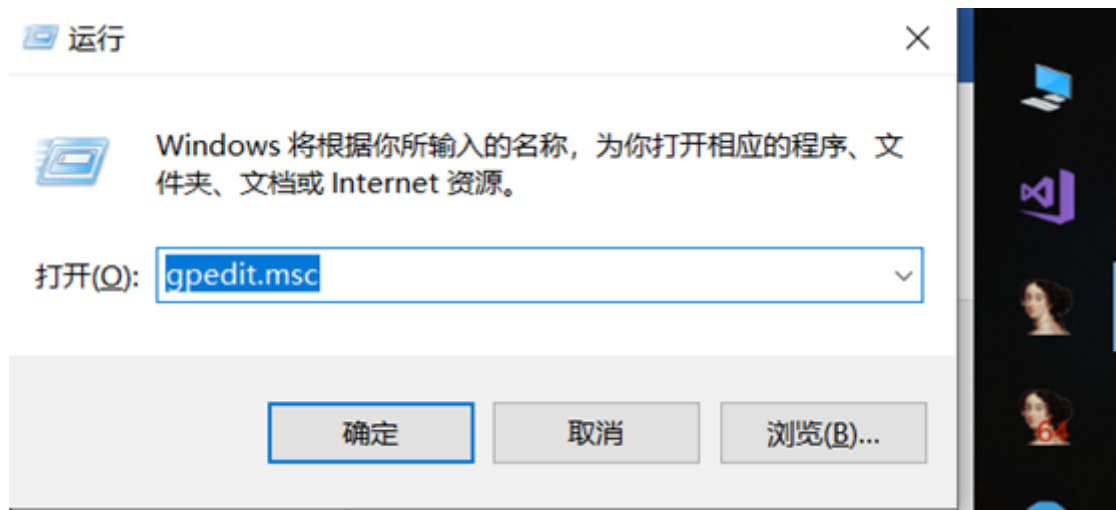 运行
Windows 将根据你所输入的名称，为你打开相应的程序、文
件夹、文档或 Internet 资源。
打开(O): gpedit.msc
确定 取消 浏览(B)...
64